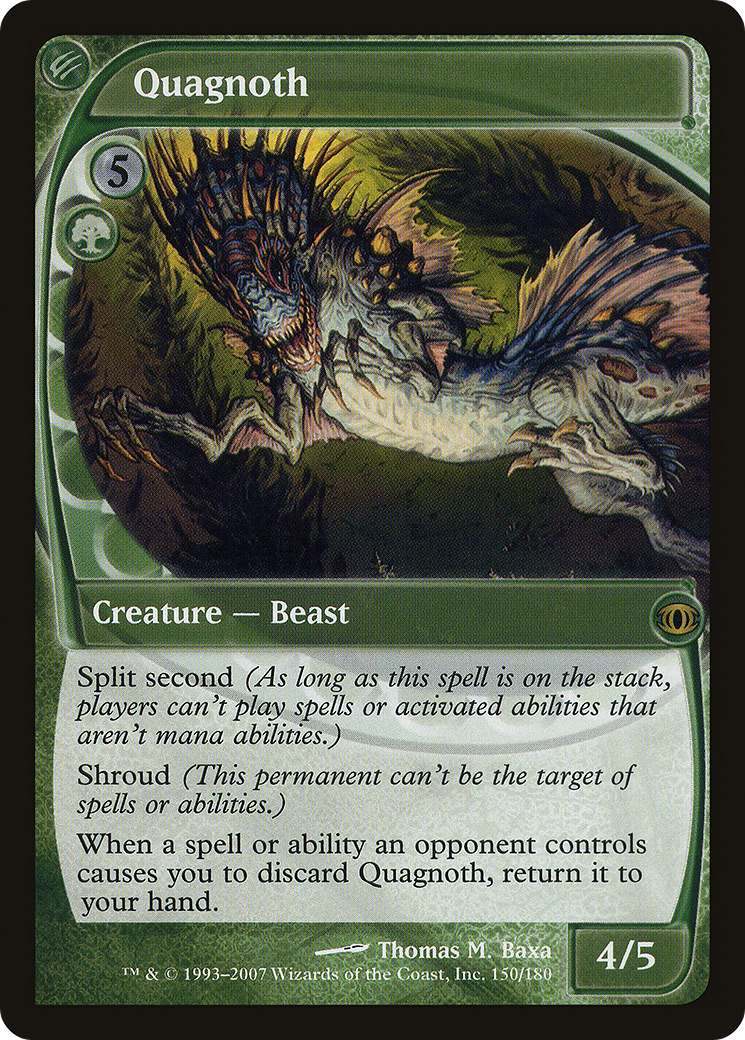 Quagnoth
5
Creature — Beast
Split second (As long as this spell is on the stack,
players can't play spells or activated abilities that
aren't mana abilities.)
Shroud (This permanent can't be the target of
spells or abilities.)
When a spell or ability an opponent controls
causes you to discard Quagnoth, return it to
your hand.
Thomas M. Baxa
™ & © 1993–2007 Wizards of the Coast, Inc. 150/180
4/5